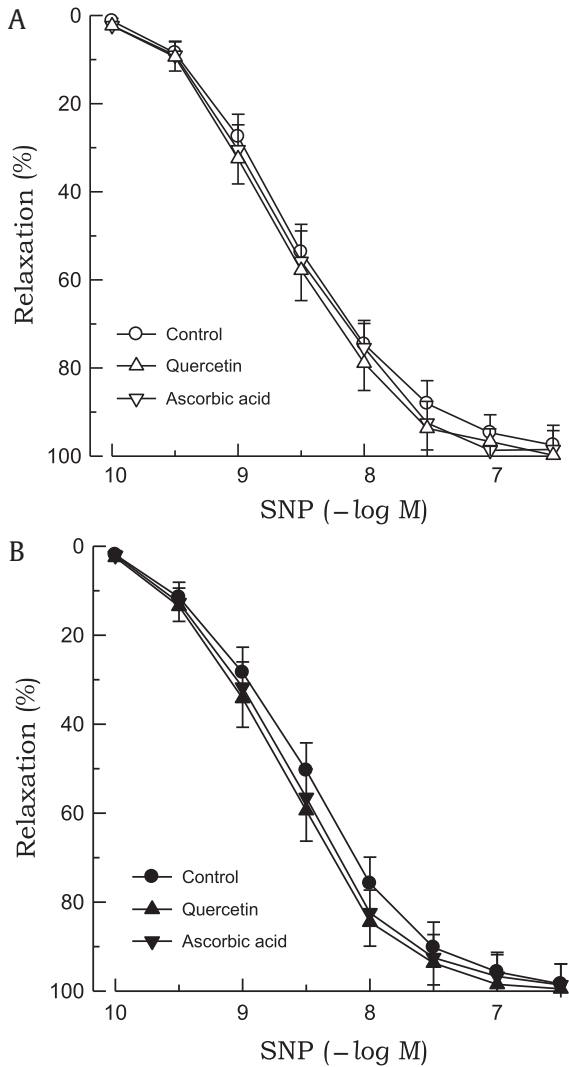 A
0
20
40
60
80
100
Relaxation (%)
Control
Quercetin
Ascorbic acid
10 9 8 7
SNP (−log M)
B
0
20
40
60
80
100
Relaxation (%)
Control
Quercetin
Ascorbic acid
10 9 8 7
SNP (−log M)